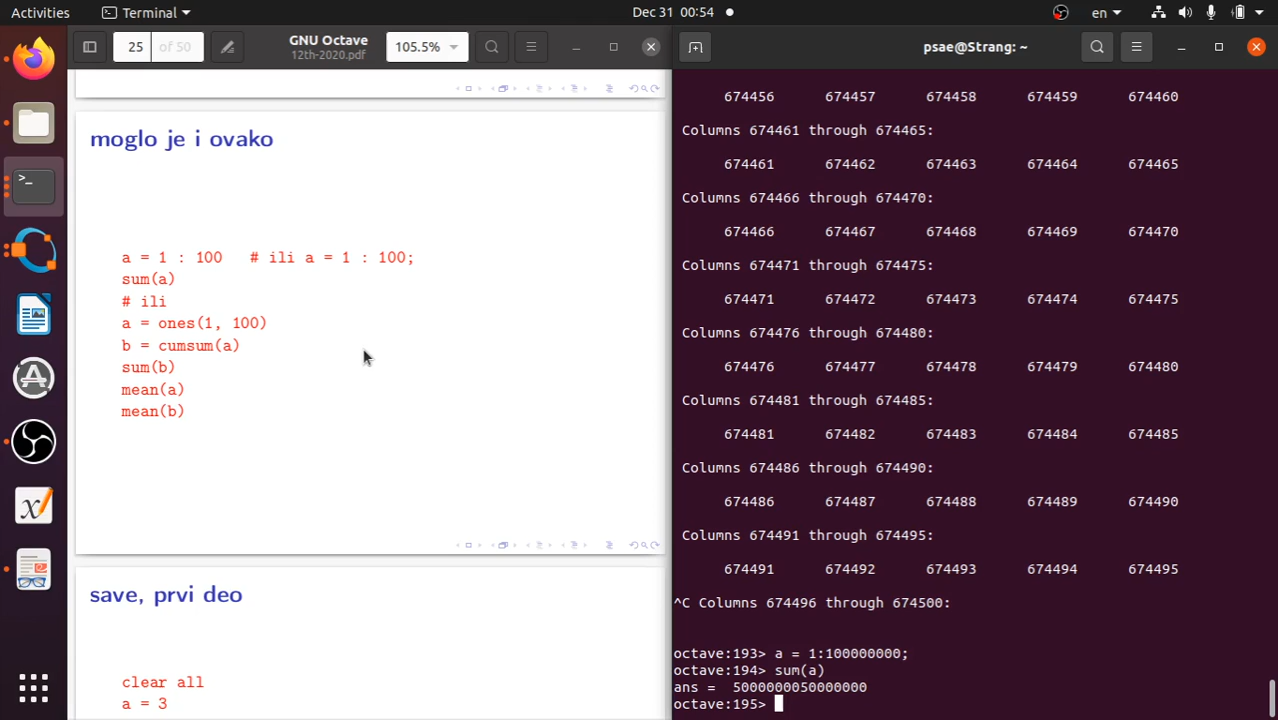 Activities
Terminal
Dec 31 00:54
en
25
of 50
GNU Octave
12th-2020.pdf
105.5%
moglo je i ovako
a = 1 : 100   # ili a = 1 : 100;
sum(a)
# ili
a = ones(1, 100)
b = cumsum(a)
sum(b)
mean(a)
mean(b)
save, prvi deo
clear all
a = 3
psae@Strang: ~
674456 674457 674458 674459 674460
Columns 674461 through 674465:
674461 674462 674463 674464 674465
Columns 674466 through 674470:
674466 674467 674468 674469 674470
Columns 674471 through 674475:
674471 674472 674473 674474 674475
Columns 674476 through 674480:
674476 674477 674478 674479 674480
Columns 674481 through 674485:
674481 674482 674483 674484 674485
Columns 674486 through 674490:
674486 674487 674488 674489 674490
Columns 674491 through 674495:
674491 674492 674493 674494 674495
^C Columns 674496 through 674500:
octave:193> a = 1:100000000;
octave:194> sum(a)
ans =  5000000050000000
octave:195>